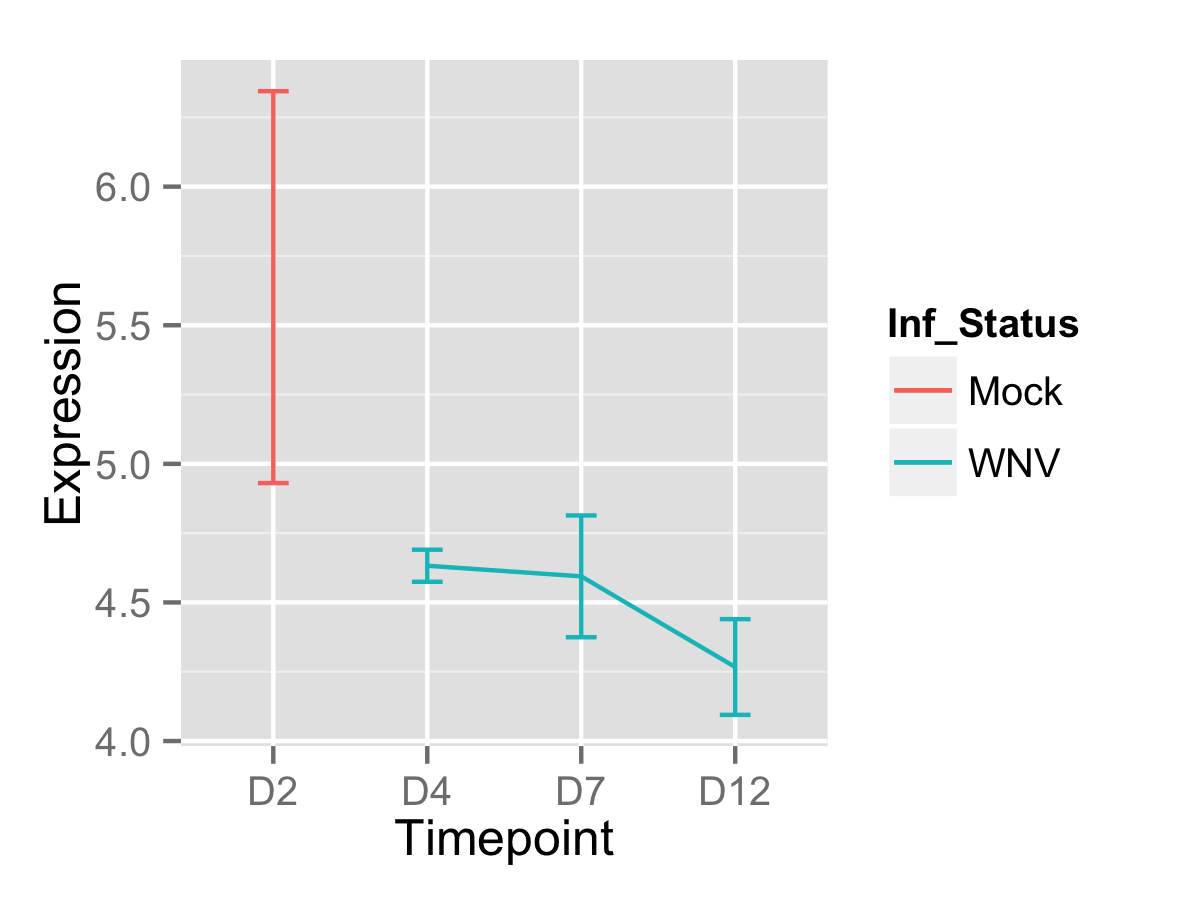 Expression
6.0
5.5
5.0
4.5
4.0
D2 D4 D7 D12
Timepoint
Inf_Status
Mock
WNV